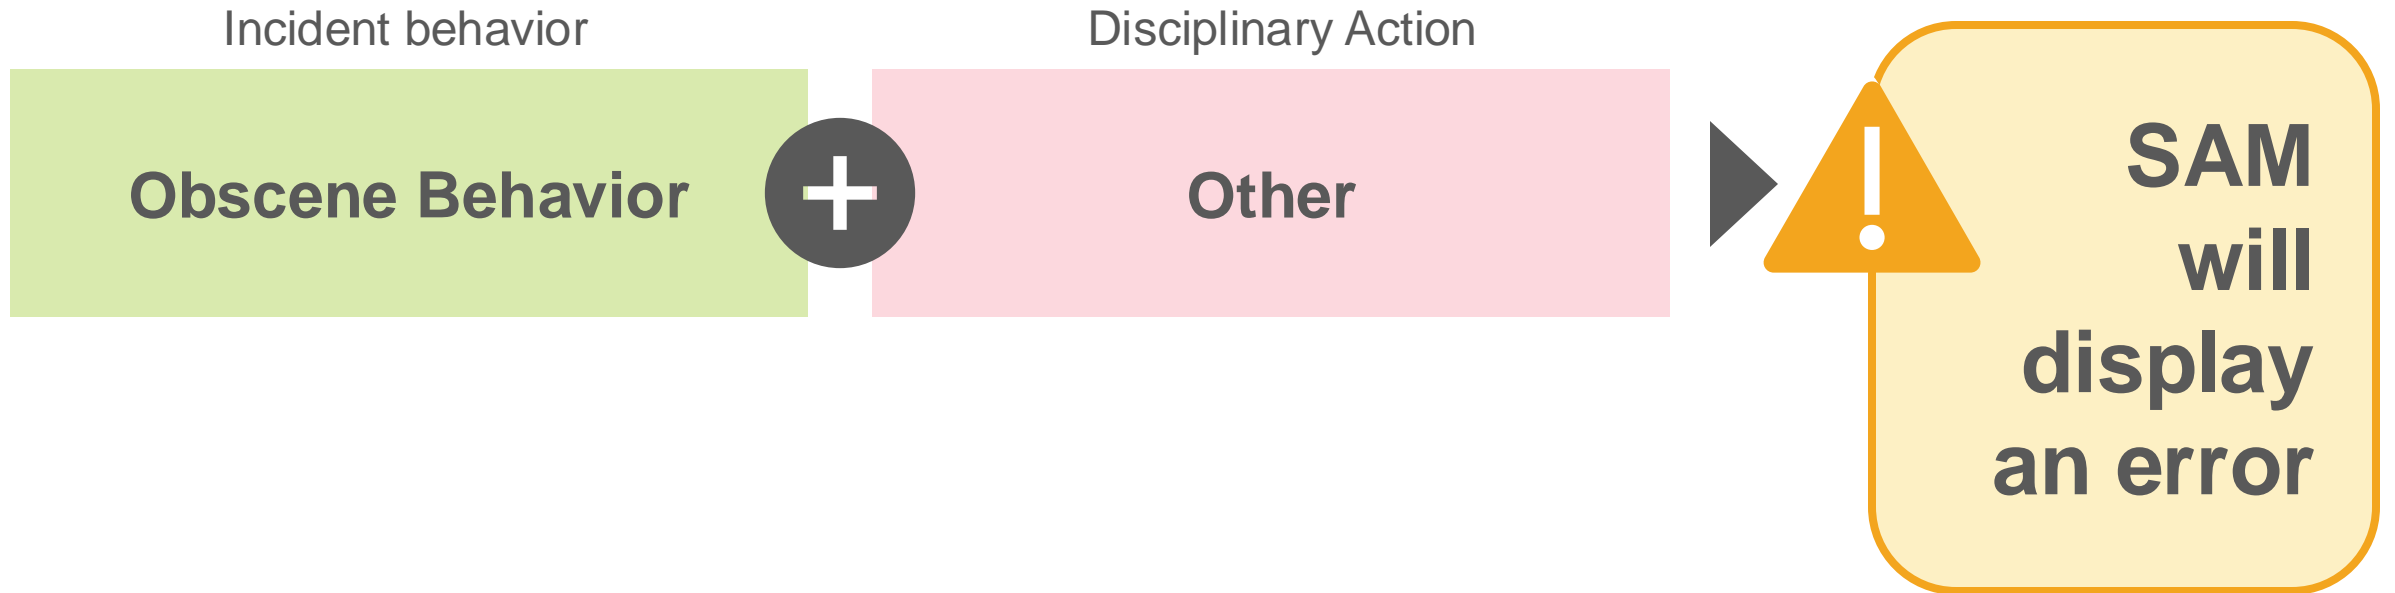 Incident behavior
Disciplinary Action
Obscene Behavior
Other
SAM
will
display
an error